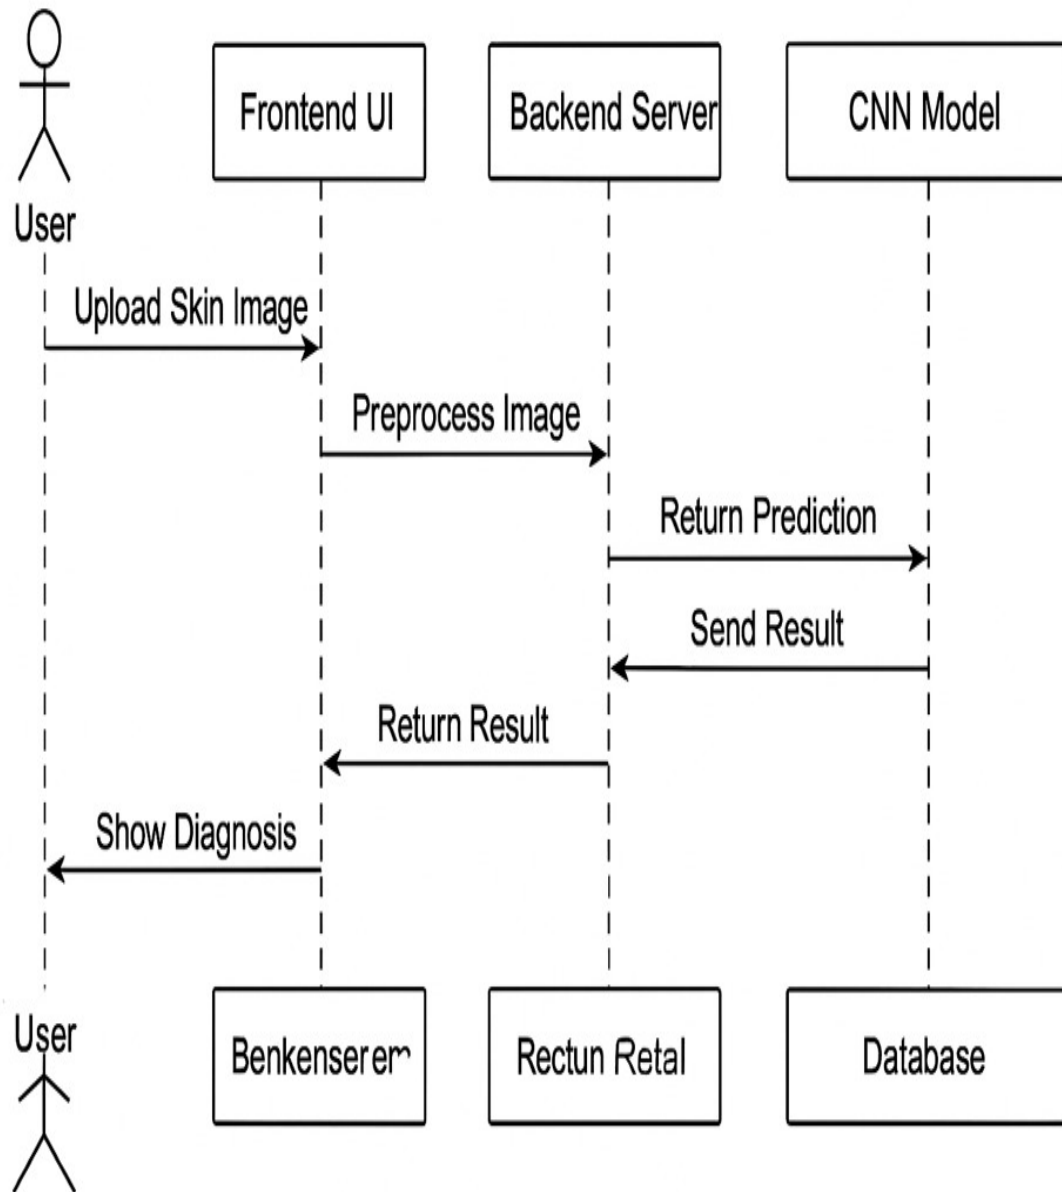 Frontend UI
Backend Server
CNN Model
User
Upload Skin Image
Preprocess Image
Return Prediction
Send Result
Return Result
Show Diagnosis
User
Benkenserem
Rectun Retal
Database